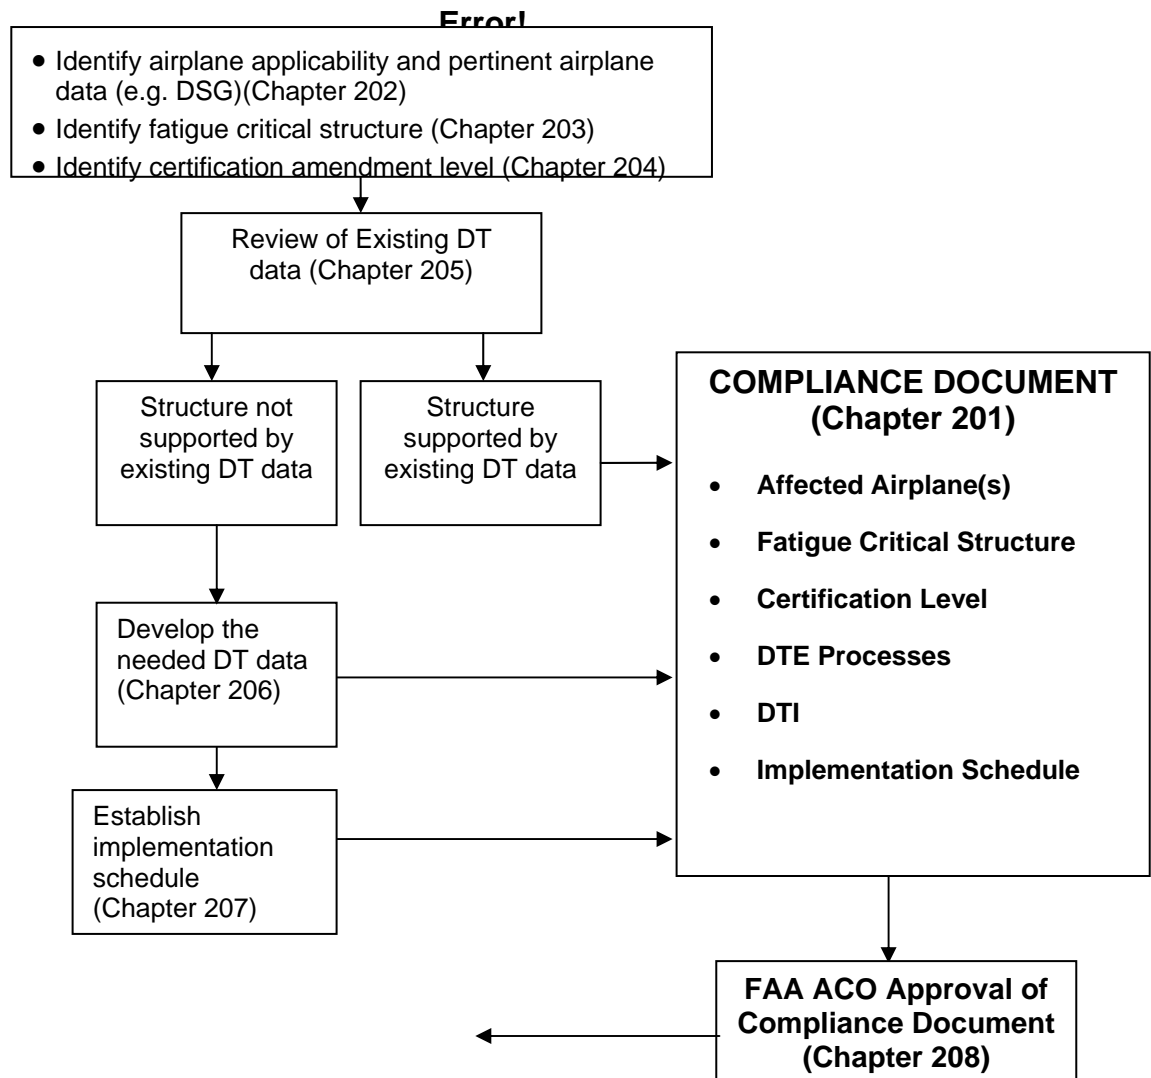 Error!
• Identify airplane applicability and pertinent airplane
data (e.g. DSG)(Chapter 202)
• Identify fatigue critical structure (Chapter 203)
• Identify certification amendment level (Chapter 204)
Review of Existing DT
data (Chapter 205)
Structure not
supported by
existing DT data
Structure
supported by
existing DT data
COMPLIANCE DOCUMENT
(Chapter 201)
• Affected Airplane(s)
• Fatigue Critical Structure
• Certification Level
• DTE Processes
• DTI
• Implementation Schedule
Develop the
needed DT data
(Chapter 206)
Establish
implementation
schedule
(Chapter 207)
FAA ACO Approval of
Compliance Document
(Chapter 208)